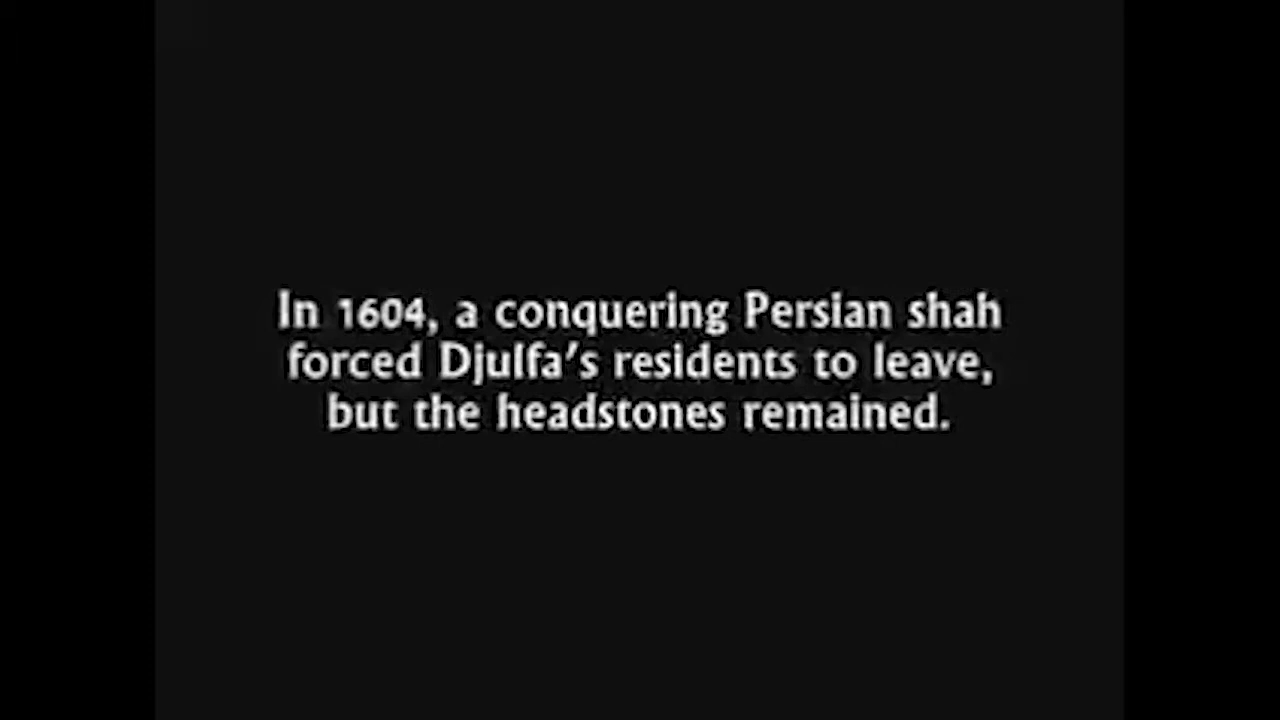 In 1604, a conquering Persian shah
forced Djulfa's residents to leave,
but the headstones remained.